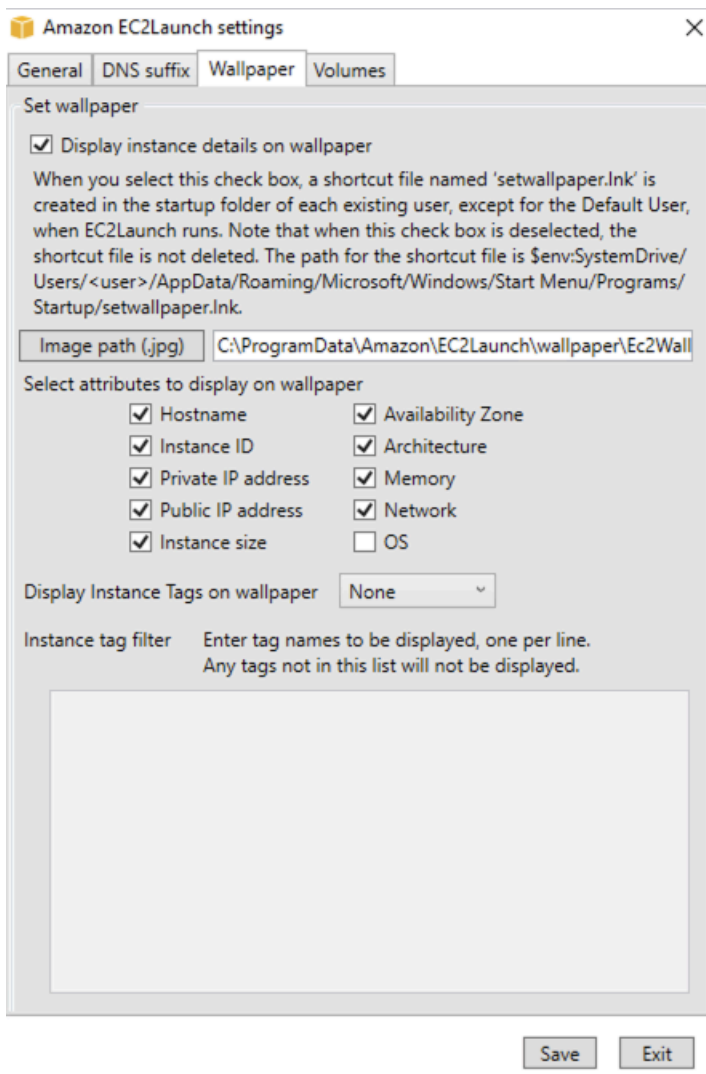 Amazon EC2Launch settings
General DNS suffix Wallpaper Volumes
Set wallpaper
Display instance details on wallpaper
When you select this check box, a shortcut file named 'setwallpaper.lnk' is
created in the startup folder of each existing user, except for the Default User,
when EC2Launch runs. Note that when this check box is deselected, the
shortcut file is not deleted. The path for the shortcut file is $env:SystemDrive/
Users/<user>/AppData/Roaming/Microsoft/Windows/Start Menu/Programs/
Startup/setwallpaper.lnk.
Image path (.jpg) C:\ProgramData\Amazon\EC2Launch\wallpaper\Ec2Wall
Select attributes to display on wallpaper
Hostname Availability Zone
Instance ID Architecture
Private IP address Memory
Public IP address Network
Instance size OS
Display Instance Tags on wallpaper None
Instance tag filter Enter tag names to be displayed, one per line.
Any tags not in this list will not be displayed.
Save Exit